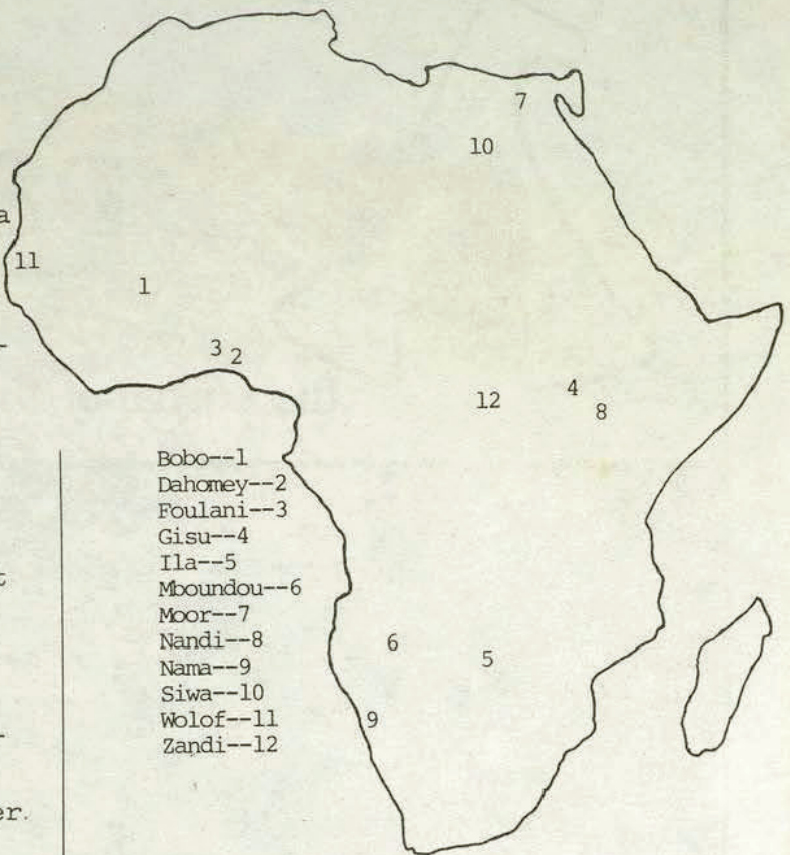 a
t
er.
7
10
11
1
3
2
12
4
8
6
5
9
Bobo--1
Dahomey--2
Foulani--3
Gisu--4
Ila--5
Mboundou--6
Moor--7
Nandi--8
Nama--9
Siwa--10
Wolof--11
Zandi--12